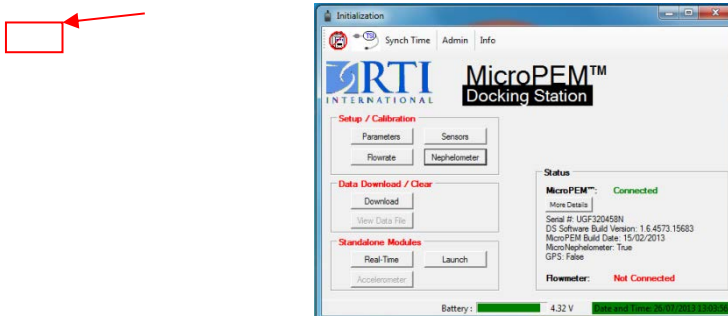 Initialization
Synch Time Admin Info
RTI
INTERNATIONAL
MicroPEM™
Docking Station
Setup / Calibration
Parameters Sensors
Flowrate Nephelometer
Data Download / Clear
Download
View Data File
Standalone Modules
Real-Time Launch
Accelerometer
Status
MicroPEM™: Connected
More Details
Serial #: UGF320458N
DS Software Build Version: 1.6.4573.15683
MicroPEM Build Date: 15/02/2013
MicroNephelometer: True
GPS: False
Flowmeter: Not Connected
Battery : 4.32 V Date and Time: 26/07/2013 13:03:56